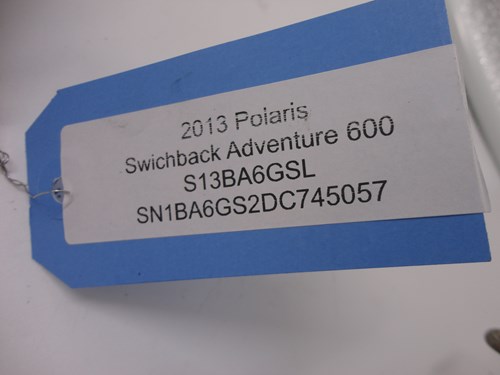 2013 Polaris
Swichback Adventure 600
S13BA6GSL
SN1BA6GS2DC745057